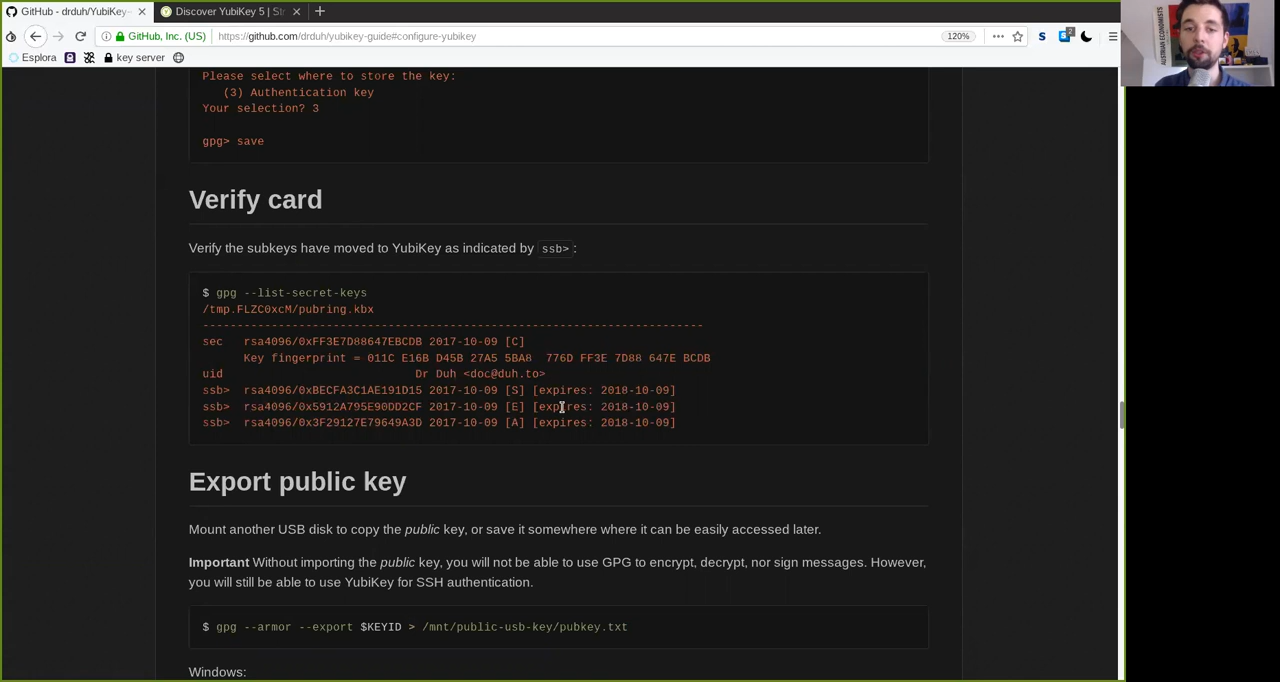 GitHub - drduh/YubiKey-
Discover YubiKey 5 | Str
GitHub, Inc. (US)
https://github.com/drduh/yubikey-guide#configure-yubikey
120%
S
2
Esplora
key server
AUSTRIAN ECONOMISTS
Please select where to store the key:
(3) Authentication key
Your selection? 3
gpg> save
Verify card
Verify the subkeys have moved to YubiKey as indicated by ssb> :
$ gpg --list-secret-keys
/tmp.FLZC0xcM/pubring.kbx
-------------------------------------------------------------------------
sec rsa4096/0xFF3E7D88647EBCDB 2017-10-09 [C]
Key fingerprint = 011C E16B D45B 27A5 5BA8 776D FF3E 7D88 647E BCDB
uid Dr Duh <doc@duh.to>
ssb> rsa4096/0xBECFA3C1AE191D15 2017-10-09 [S] [expires: 2018-10-09]
ssb> rsa4096/0x5912A795E90DD2CF 2017-10-09 [E] [expires: 2018-10-09]
ssb> rsa4096/0x3F29127E79649A3D 2017-10-09 [A] [expires: 2018-10-09]
Export public key
Mount another USB disk to copy the public key, or save it somewhere where it can be easily accessed later.
Important Without importing the public key, you will not be able to use GPG to encrypt, decrypt, nor sign messages. However,
you will still be able to use YubiKey for SSH authentication.
$ gpg --armor --export $KEYID > /mnt/public-usb-key/pubkey.txt
Windows: